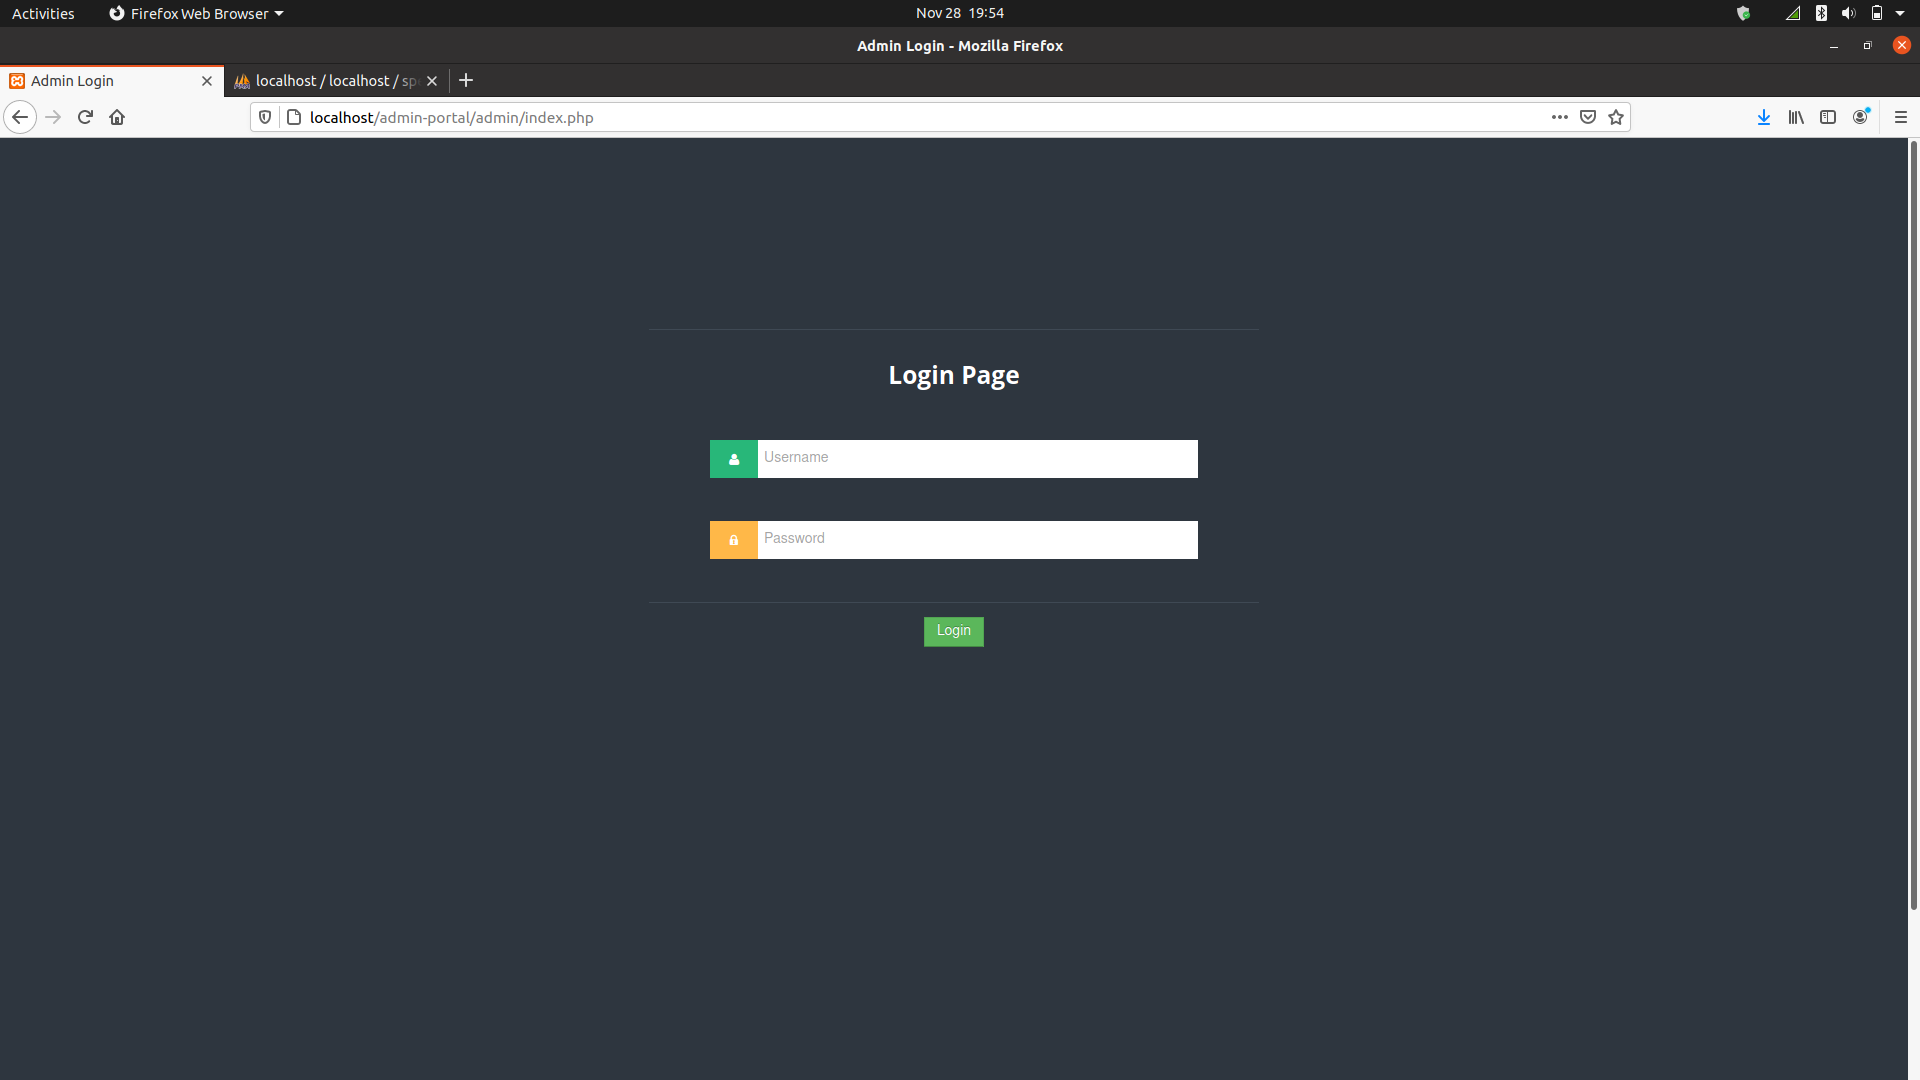 Activities
Firefox Web Browser
Nov 28 19:54
Admin Login - Mozilla Firefox
Admin Login
localhost / localhost / sp
localhost/admin-portal/admin/index.php
Login Page
Username
Password
Login